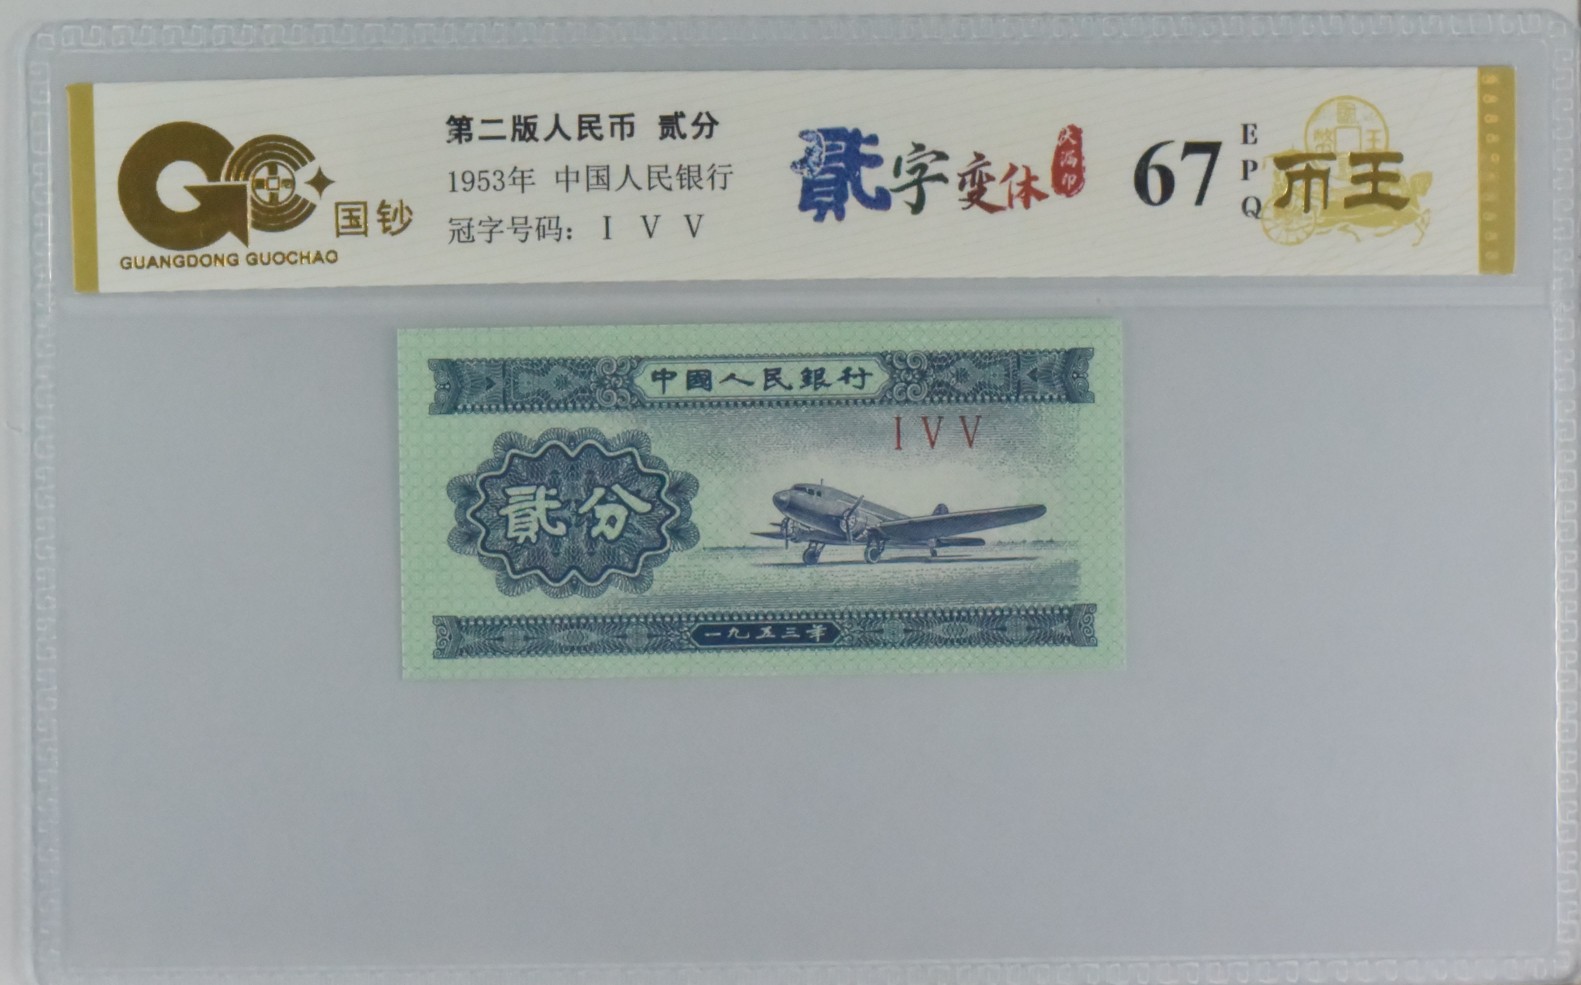 国钞
GUANGDONG GUOCHAO
第二版人民币 贰分
1953年 中国人民银行
冠字号码: I V V
貳字变体
67
EPQ
币王
中國人民銀行
I V V
貳分
一九五三年